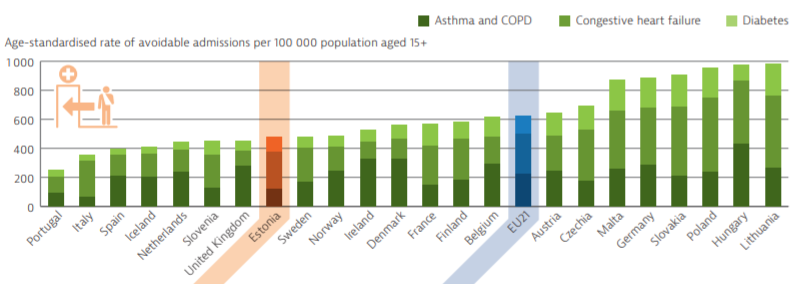 Asthma and COPD Congestive heart failure Diabetes
Age-standardised rate of avoidable admissions per 100 000 population aged 15+
1 000
800
600
400
200
0
Portugal Italy Spain Iceland Netherlands Slovenia United Kingdom Estonia Sweden Norway Ireland Denmark France Finland Belgium EU21 Austria Czechia Malta Germany Slovakia Poland Hungary Lithuania